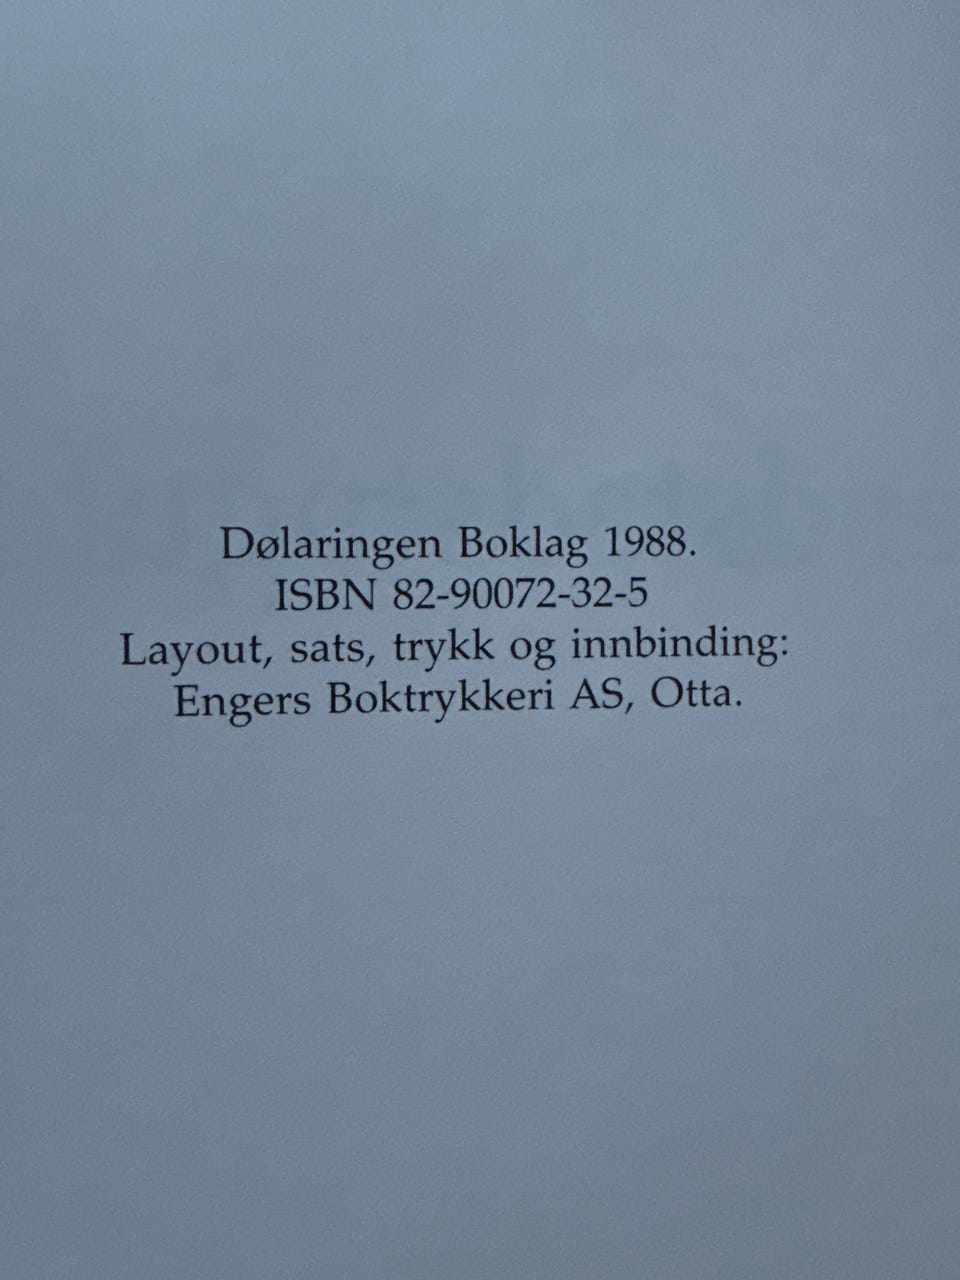 Dølaringen Boklag 1988.
ISBN 82-90072-32-5
Layout, sats, trykk og innbinding:
Engers Boktrykkeri AS, Otta.